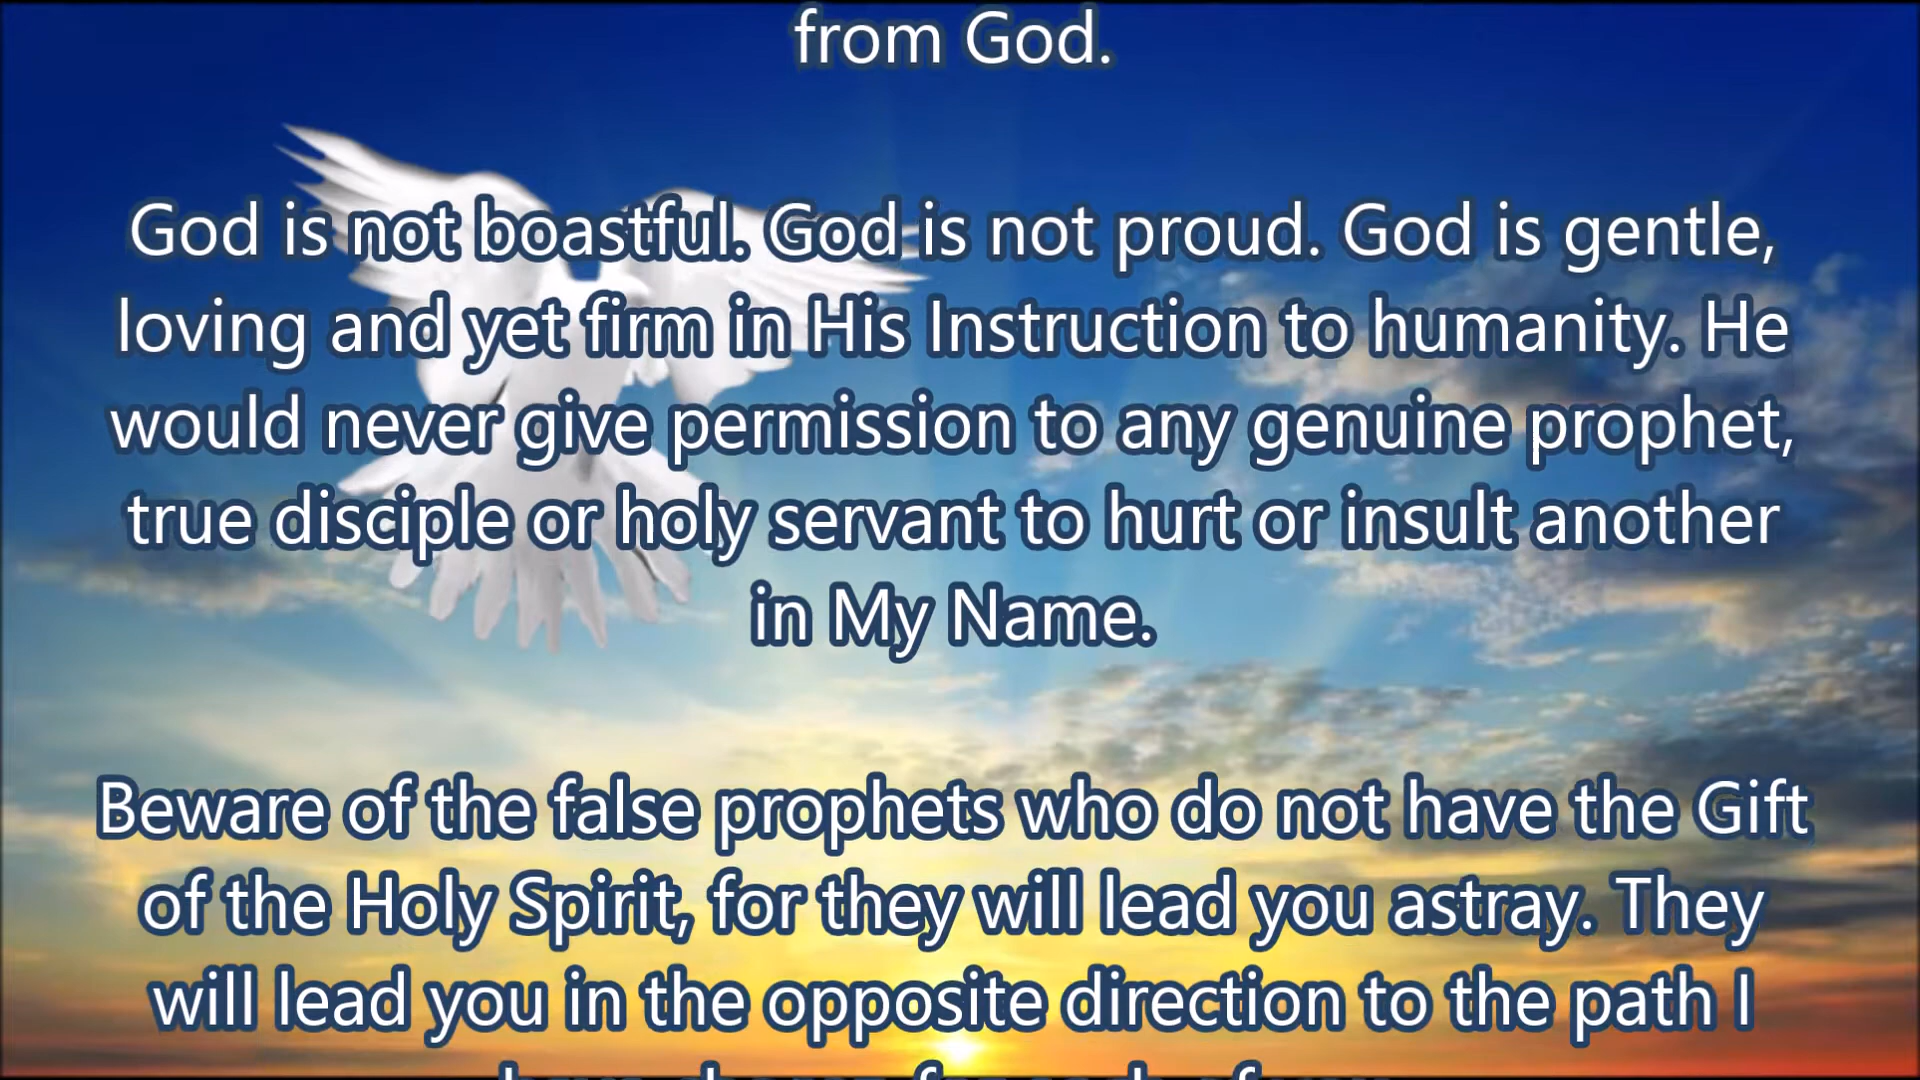 from God.
God is not boastful. God is not proud. God is gentle,
loving and yet firm in His Instruction to humanity. He
would never give permission to any genuine prophet,
true disciple or holy servant to hurt or insult another
in My Name.
Beware of the false prophets who do not have the Gift
of the Holy Spirit, for they will lead you astray. They
will lead you in the opposite direction to the path I